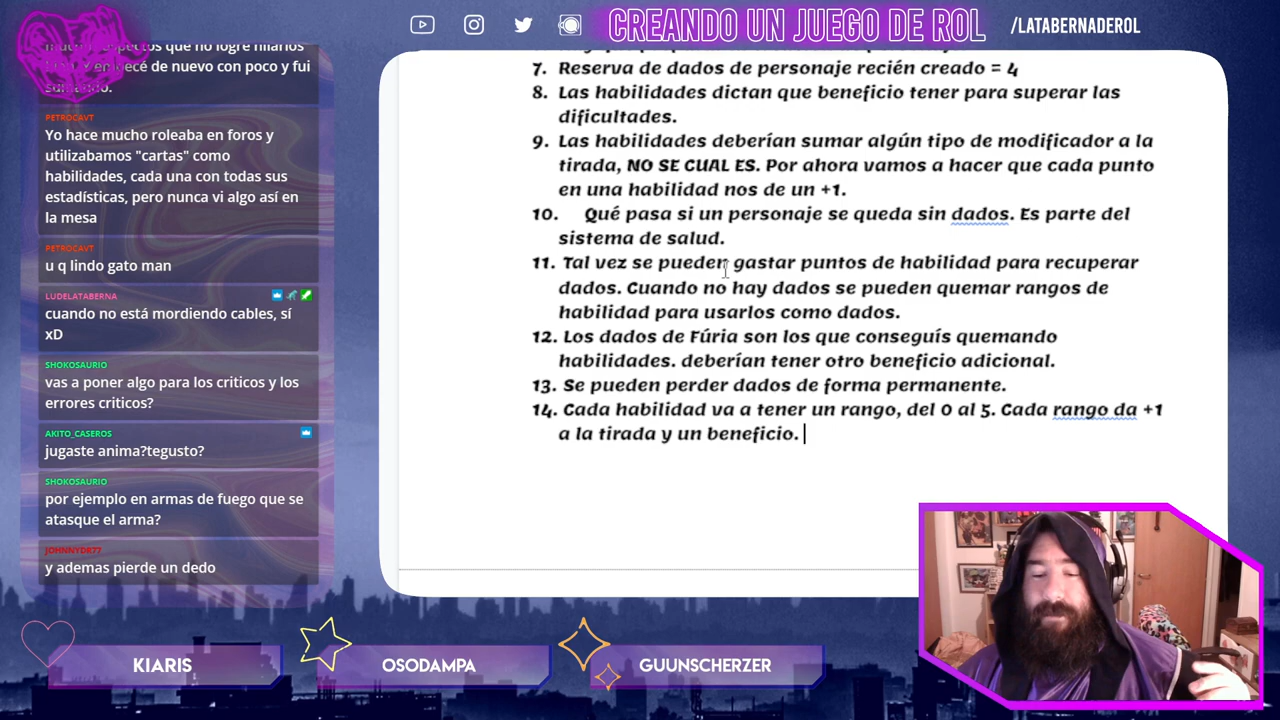 CREANDO UN JUEGO DE ROL
/LATABERNADEROL
que no logre hilarlos
de nuevo con poco y fui
sumando.
PETROCAVT
Yo hace mucho roleaba en foros y
utilizabamos "cartas" como
habilidades, cada una con todas sus
estadísticas, pero nunca vi algo así en
la mesa
PETROCAVT
u q lindo gato man
LUDELATABERNA
cuando no está mordiendo cables, sí
xD
SHOKOSAURIO
vas a poner algo para los criticos y los
errores criticos?
AKITO_CASEROS
jugaste anima?tegusto?
SHOKOSAURIO
por ejemplo en armas de fuego que se
atasque el arma?
JOHNNYDR77
y ademas pierde un dedo
7. Reserva de dados de personaje recién creado = 4
8. Las habilidades dictan que beneficio tener para superar las
dificultades.
9. Las habilidades deberían sumar algún tipo de modificador a la
tirada, NO SE CUAL ES. Por ahora vamos a hacer que cada punto
en una habilidad nos de un +1.
10. Qué pasa si un personaje se queda sin dados. Es parte del
sistema de salud.
11. Tal vez se pueden gastar puntos de habilidad para recuperar
dados. Cuando no hay dados se pueden quemar rangos de
habilidad para usarlos como dados.
12. Los dados de Fúria son los que conseguís quemando
habilidades. deberían tener otro beneficio adicional.
13. Se pueden perder dados de forma permanente.
14. Cada habilidad va a tener un rango, del 0 al 5. Cada rango da +1
a la tirada y un beneficio.
KIARIS
OSODAMPA
GUUNSCHERZER